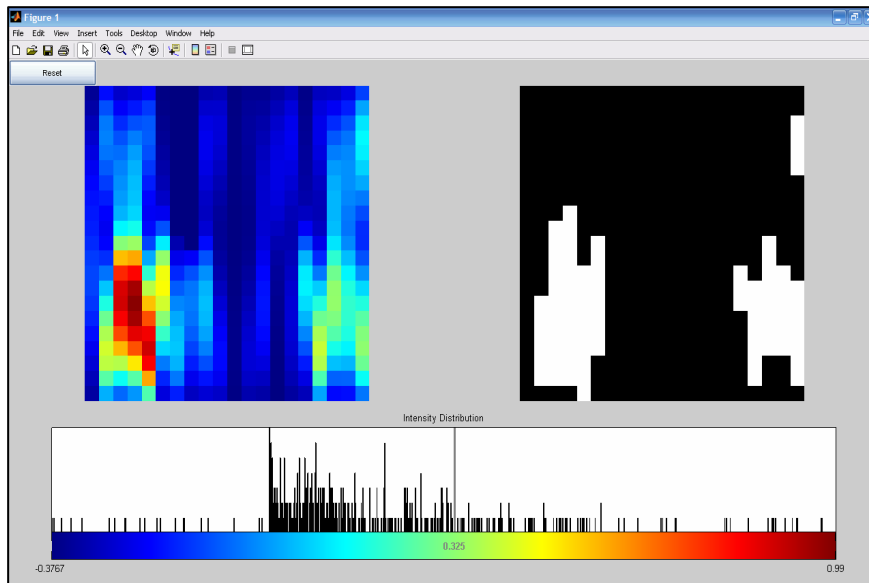 Figure 1
File Edit View Insert Tools Desktop Window Help
Reset
Intensity Distribution
0.325
-0.3767 0.99